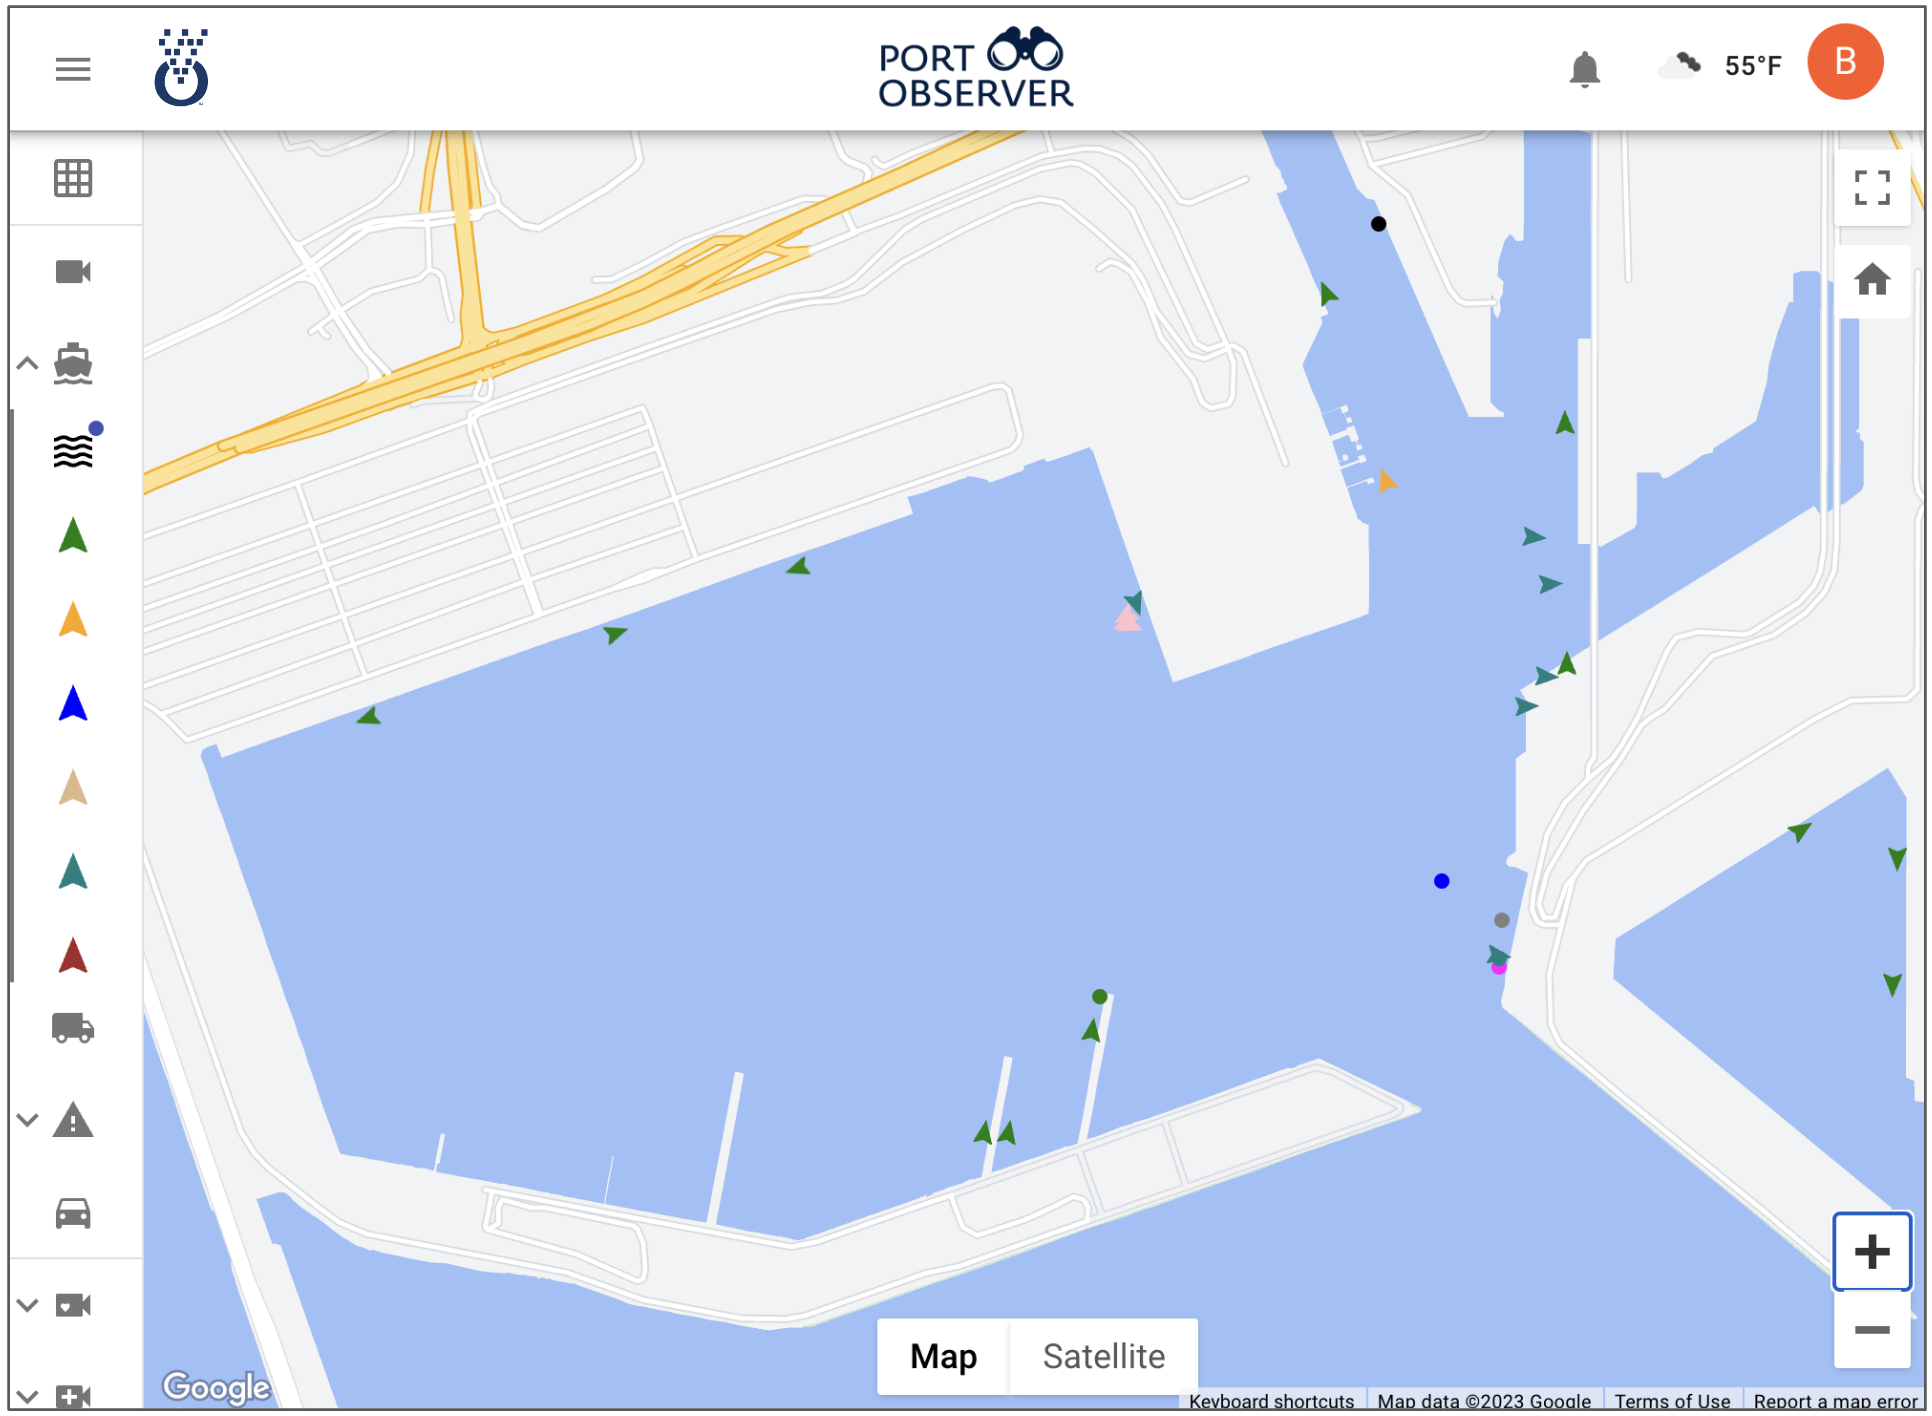 PORT
OBSERVER
55°F
B
Map
Satellite
Google
Keyboard shortcuts
Map data ©2023 Google
Terms of Use
Report a map error